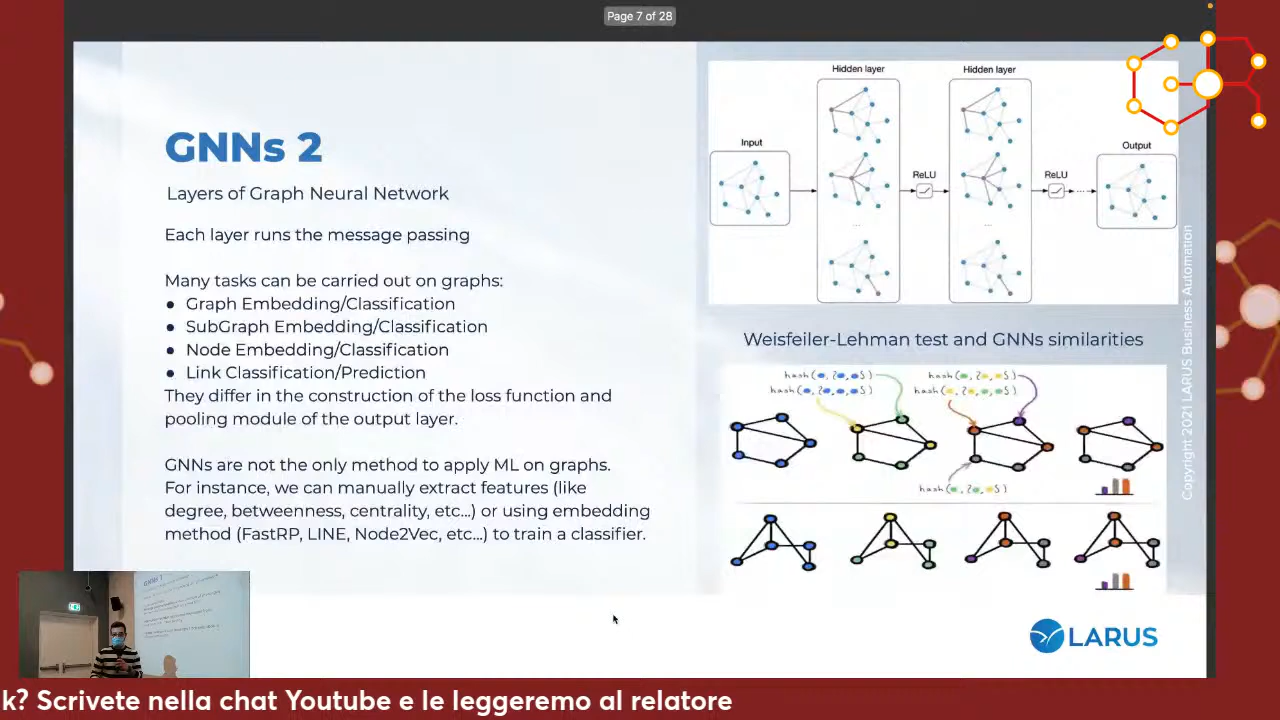 Page 7 of 28
GNNs 2
Layers of Graph Neural Network
Each layer runs the message passing
Many tasks can be carried out on graphs:
● Graph Embedding/Classification
● SubGraph Embedding/Classification
● Node Embedding/Classification
● Link Classification/Prediction
They differ in the construction of the loss function and
pooling module of the output layer.
GNNs are not the only method to apply ML on graphs.
For instance, we can manually extract features (like
degree, betweenness, centrality, etc...) or using embedding
method (FastRP, LINE, Node2Vec, etc...) to train a classifier.
Hidden layer
Hidden layer
Input
ReLU
ReLU
Output
...
...
Weisfeiler-Lehman test and GNNs similarities
Copyright 2021 LARUS Business Automation
LARUS
GNNs 1
k? Scrivete nella chat Youtube e le leggeremo al relatore